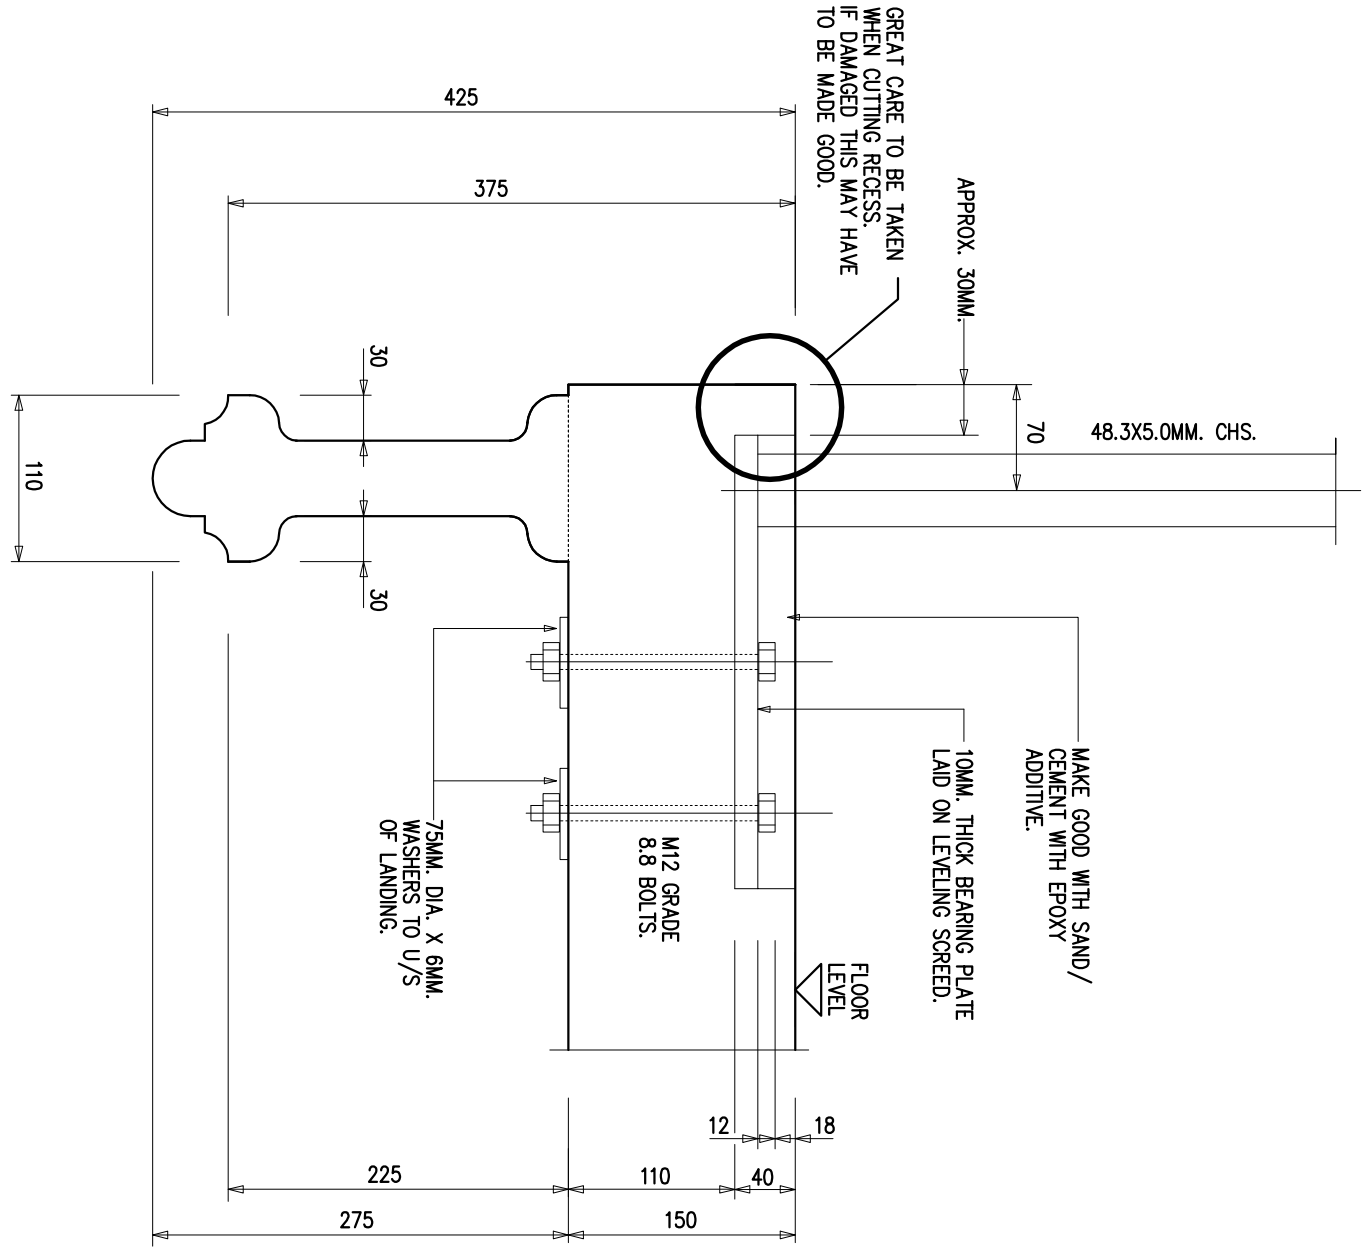 GREAT CARE TO BE TAKEN
WHEN CUTTING RECESS.
IF DAMAGED THIS MAY HAVE
TO BE MADE GOOD.
APPROX. 30MM.
425
375
30
110
30
70
48.3X5.0MM. CHS.
MAKE GOOD WITH SAND/
CEMENT WITH EPOXY
ADDITIVE.
10MM. THICK BEARING PLATE
LAID ON LEVELING SCREED.
FLOOR
LEVEL
M12 GRADE
8.8 BOLTS.
75MM. DIA. X 6MM.
WASHERS TO U/S
OF LANDING.
12
18
225
110
40
275
150